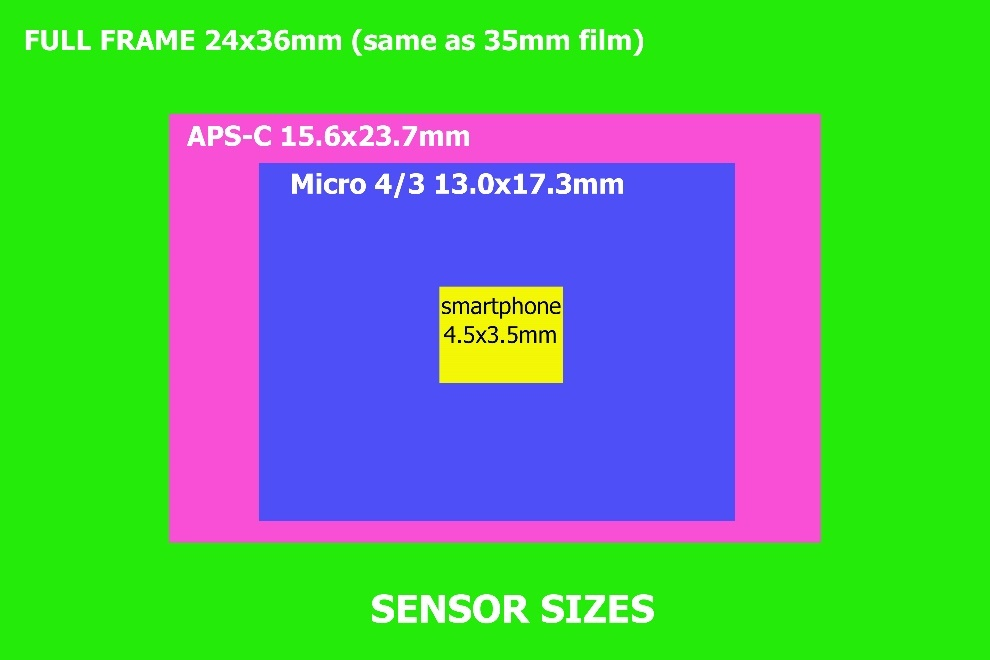 FULL FRAME 24x36mm (same as 35mm film)
APS-C 15.6x23.7mm
Micro 4/3 13.0x17.3mm
smartphone
4.5x3.5mm
SENSOR SIZES